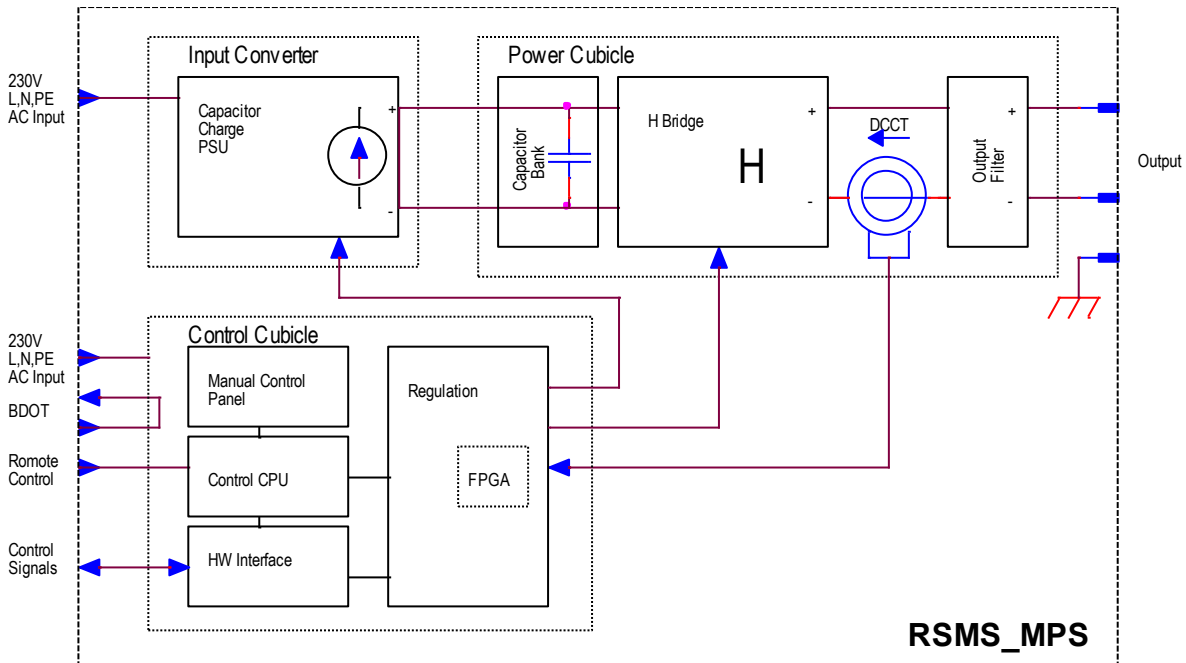 Input Converter
Power Cubicle
230V
L,N,PE
AC Input
Capacitor
Charge
PSU
+
-
Capacitor
Bank
H Bridge
H
+
-
DCCT
Output
Filter
+
-
Output
Control Cubicle
230V
L,N,PE
AC Input
BDOT
Romote
Control
Control
Signals
Manual Control
Panel
Control CPU
HW Interface
Regulation
FPGA
RSMS_MPS